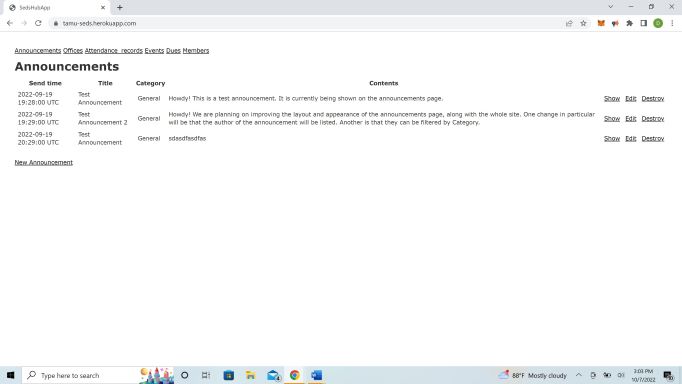 SedsHubApp
tamu-seds.herokuapp.com
Announcements Offices Attendance_records Events Dues Members
Announcements
Send time Title Category Contents
2022-09-19 19:28:00 UTC Test Announcement General Howdy! This is a test announcement. It is currently being shown on the announcements page. Show Edit Destroy
2022-09-19 19:29:00 UTC Test Announcement 2 General Howdy! We are planning on improving the layout and appearance of the announcements page, along with the whole site. One change in particular will be that the author of the announcement will be listed. Another is that they can be filtered by Category. Show Edit Destroy
2022-09-19 20:29:00 UTC Test Announcement General sdasdfasdfas Show Edit Destroy
New Announcement
Type here to search
88°F Mostly cloudy
3:03 PM
10/7/2022